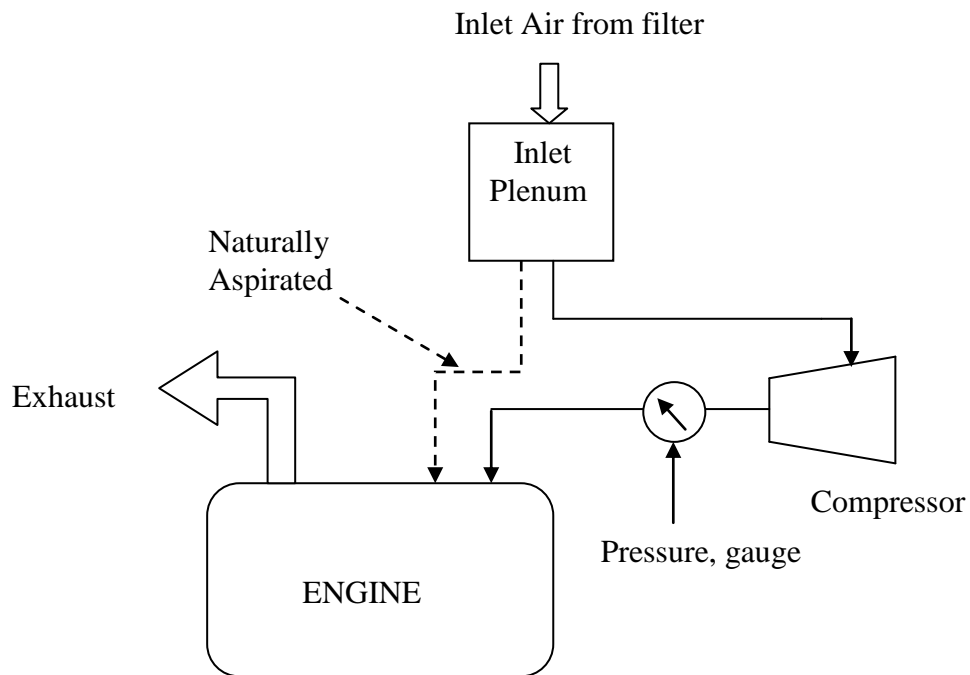 Inlet Air from filter
Inlet
Plenum
Naturally
Aspirated
Exhaust
Compressor
Pressure, gauge
ENGINE